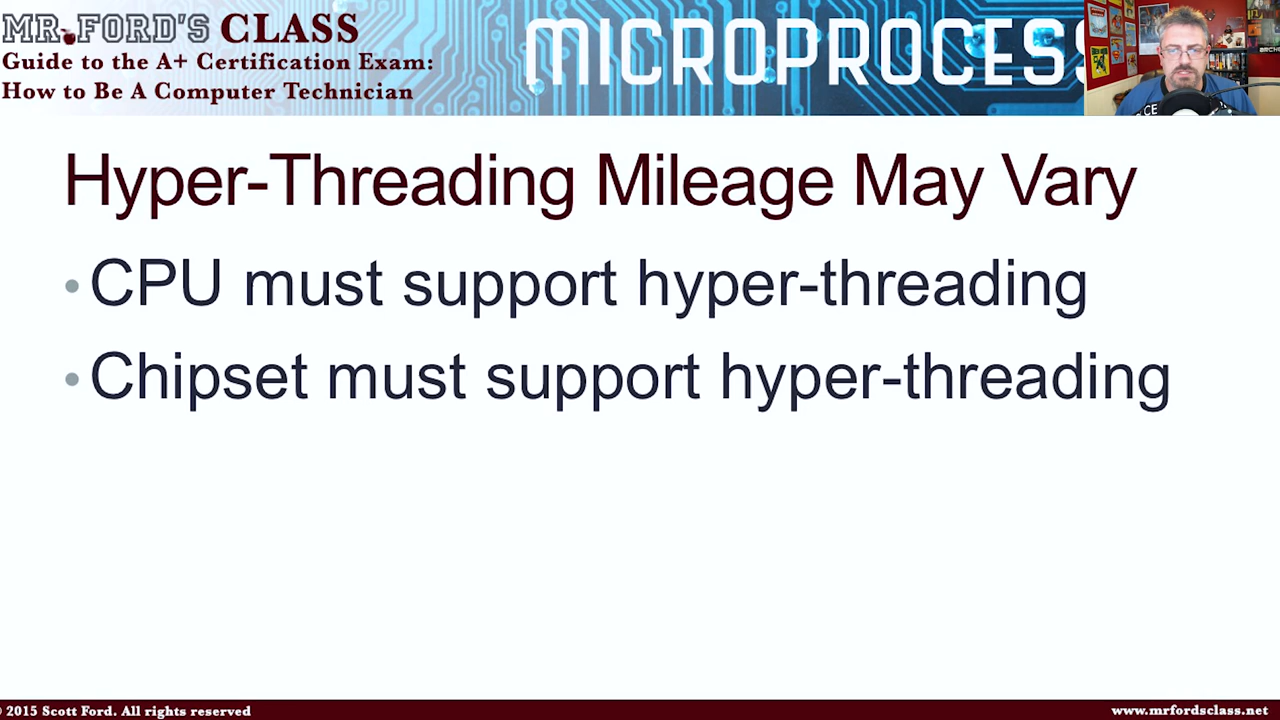 MR.FORD'S CLASS
Guide to the A+ Certification Exam:
How to Be A Computer Technician
MICROPROCES
Hyper-Threading Mileage May Vary
• CPU must support hyper-threading
• Chipset must support hyper-threading
© 2015 Scott Ford. All rights reserved
www.mrfordsclass.net